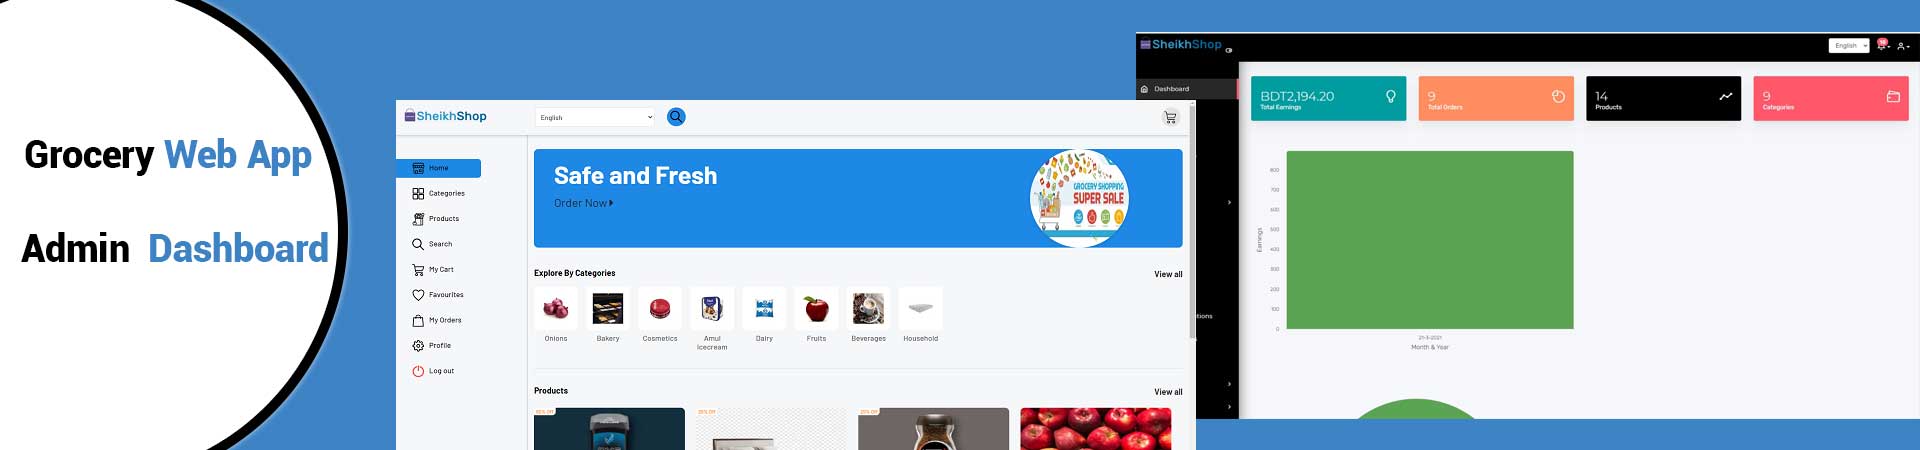 Grocery Web App
Admin Dashboard
SheikhShop
English
Home
Categories
Products
Search
My Cart
Favourites
My Orders
Profile
Log out
Safe and Fresh
Order Now
GROCERY SHOPPING
SUPER SALE
Explore By Categories
View all
Onions
Bakery
Cosmetics
Amul
Icecream
Dairy
Fruits
Beverages
Household
Products
View all
SheikhShop
English
Dashboard
tions
BDT2,194.20
Total Earnings
9
Total Orders
14
Products
9
Categories
Earnings
800
700
600
500
400
300
200
100
0
21-3-2021
Month & Year